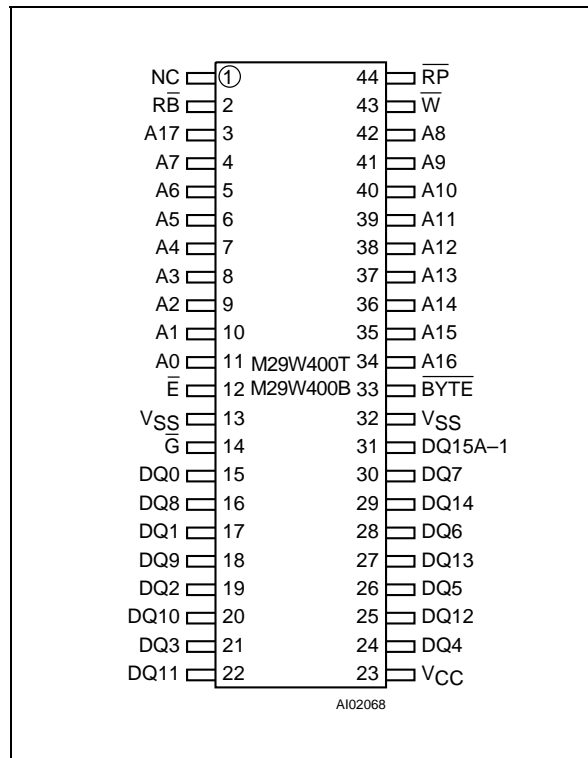 NC 1 44 R̅P̅
RB̅ 2 43 W̅
A17 3 42 A8
A7 4 41 A9
A6 5 40 A10
A5 6 39 A11
A4 7 38 A12
A3 8 37 A13
A2 9 36 A14
A1 10 35 A15
A0 11 M29W400T 34 A16
E̅ 12 M29W400B 33 B̅Y̅T̅E̅
VSS 13 32 VSS
G̅ 14 31 DQ15A–1
DQ0 15 30 DQ7
DQ8 16 29 DQ14
DQ1 17 28 DQ6
DQ9 18 27 DQ13
DQ2 19 26 DQ5
DQ10 20 25 DQ12
DQ3 21 24 DQ4
DQ11 22 23 VCC
AI02068